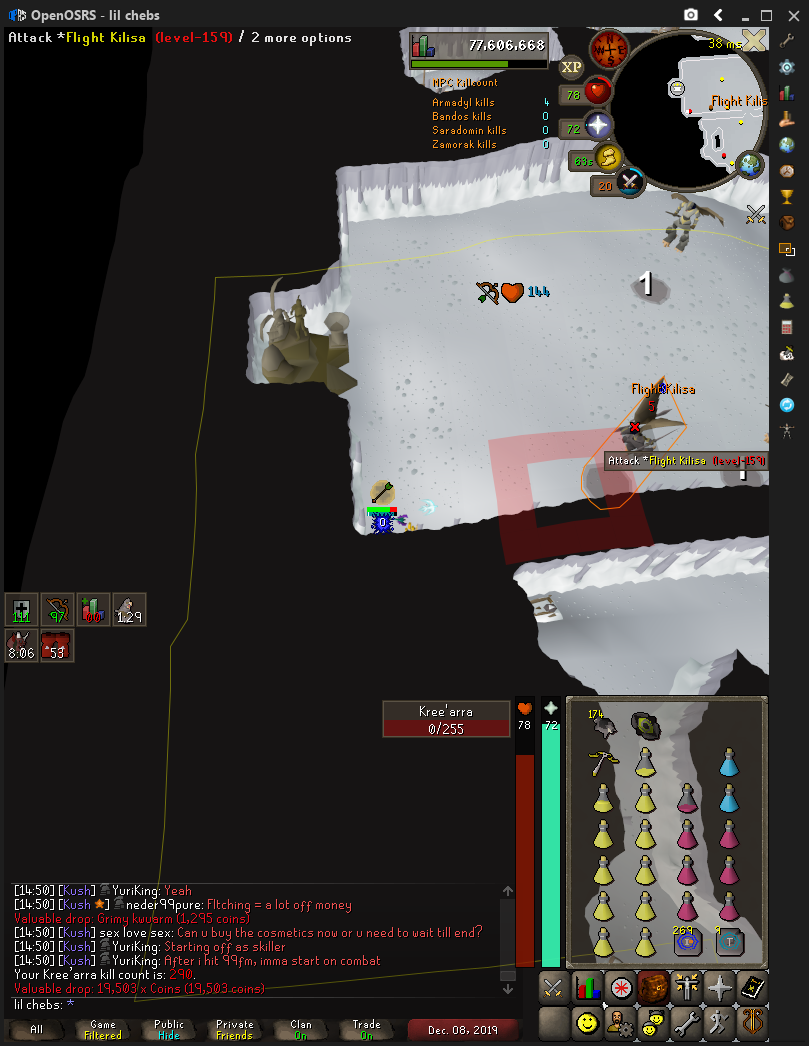 OpenOSRS - lil chebs
Attack *Flight Kilisa (level-159) / 2 more options
77,606,668
38 ms
XP
NPC Killcount
Armadyl kills 4
Bandos kills 0
Saradomin kills 0
Zamorak kills 0
78
72
63s
20
Flight Kilis
144
1
Flight Kilisa
5
Attack *Flight Kilisa (level-159)
1
0
97
1:29
8:06
53
Kree'arra
0/255
78
72
174
269
9
[14:50] [Kush] YuriKing: Yeah
[14:50] [Kush] neder99pure: Fltching = a lot off money
Valuable drop: Grimy kwuarm (1,295 coins)
[14:50] [Kush] sex love sex: Can u buy the cosmetics now or u need to wait till end?
[14:50] [Kush] YuriKing: Starting off as skiller
[14:50] [Kush] YuriKing: After i hit 99fm, imma start on combat
Your Kree'arra kill count is: 290.
Valuable drop: 19,503 x Coins (19,503 coins)
lil chebs: *
All
Game
Filtered
Public
Hide
Private
Friends
Clan
On
Trade
On
Dec. 08, 2019